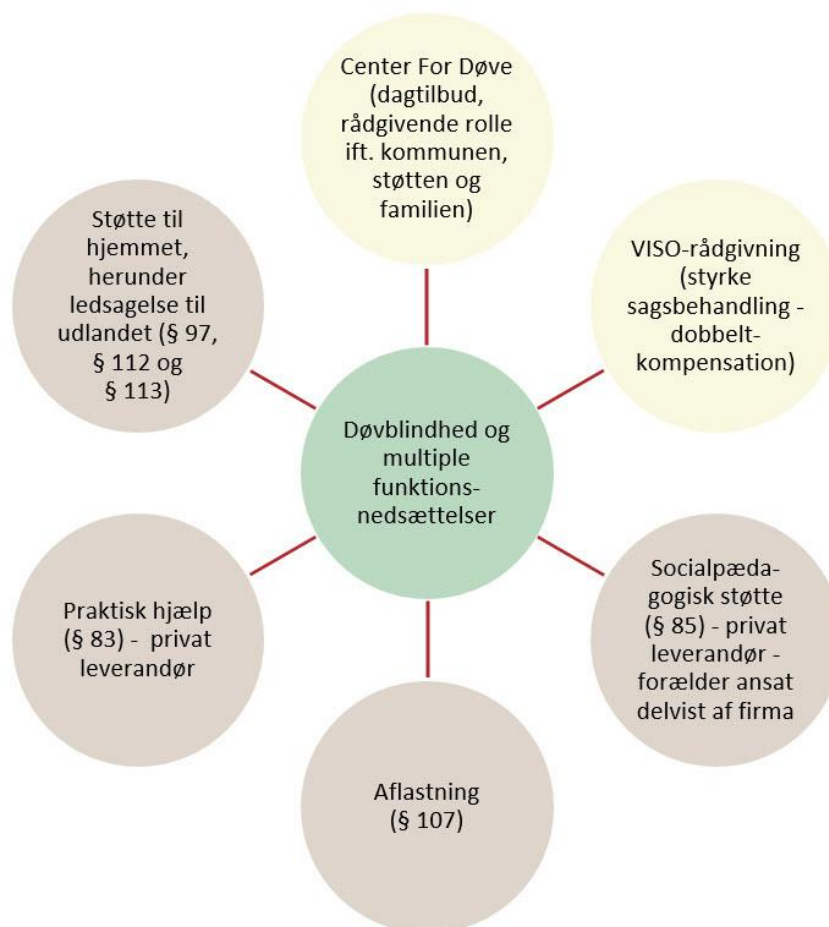 Center For Døve
(dagtilbud,
rådgivende rolle
ift. kommunen,
støtten og
familien)
VISO-rådgivning
(styrke
sagsbehandling -
dobbelt-
kompensation)
Socialpæda-
gogisk støtte
(§ 85) - privat
leverandør -
forælder ansat
delvist af firma
Aflastning
(§ 107)
Praktisk hjælp
(§ 83) - privat
leverandør
Støtte til
hjemmet,
herunder
ledsagelse til
udlandet (§ 97,
§ 112 og
§ 113)
Døvblindhed og
multiple
funktions-
nedsættelser